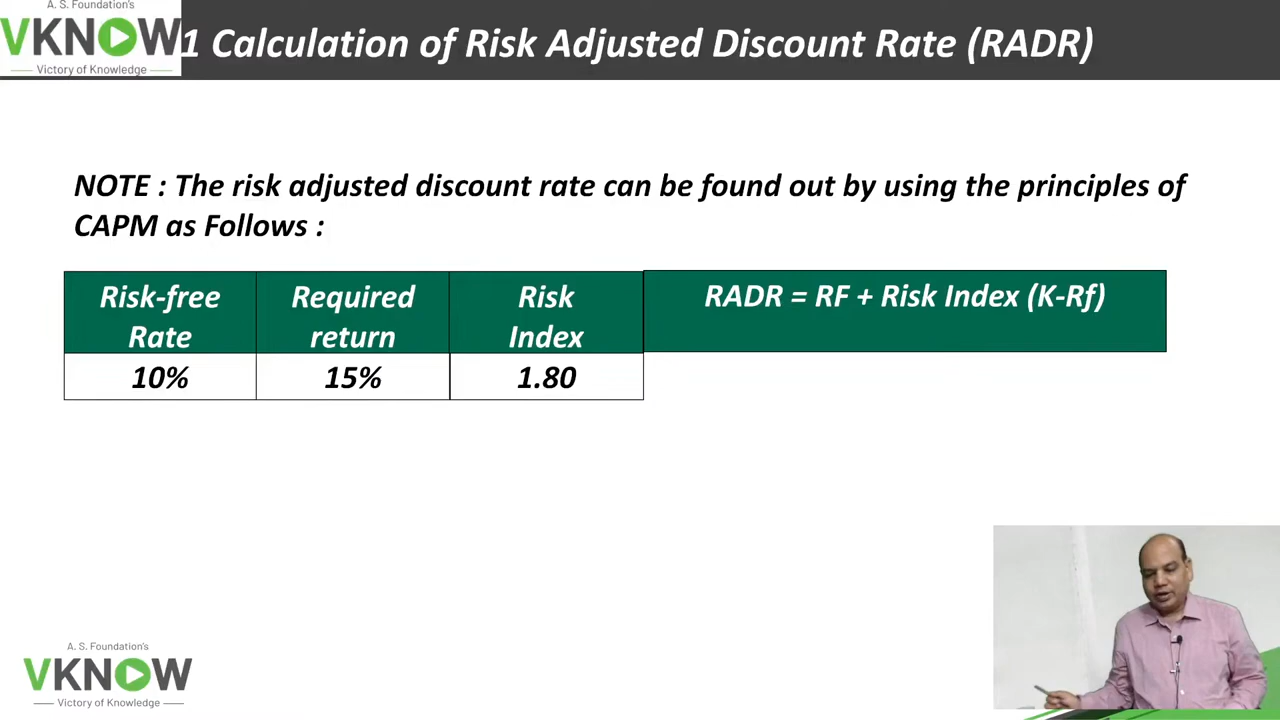 A. S. Foundation's
VKNOW
Victory of Knowledge
1 Calculation of Risk Adjusted Discount Rate (RADR)
NOTE : The risk adjusted discount rate can be found out by using the principles of
CAPM as Follows :
Risk-free Rate
Required return
Risk Index
RADR = RF + Risk Index (K-Rf)
10%
15%
1.80
A. S. Foundation's
VKNOW
Victory of Knowledge